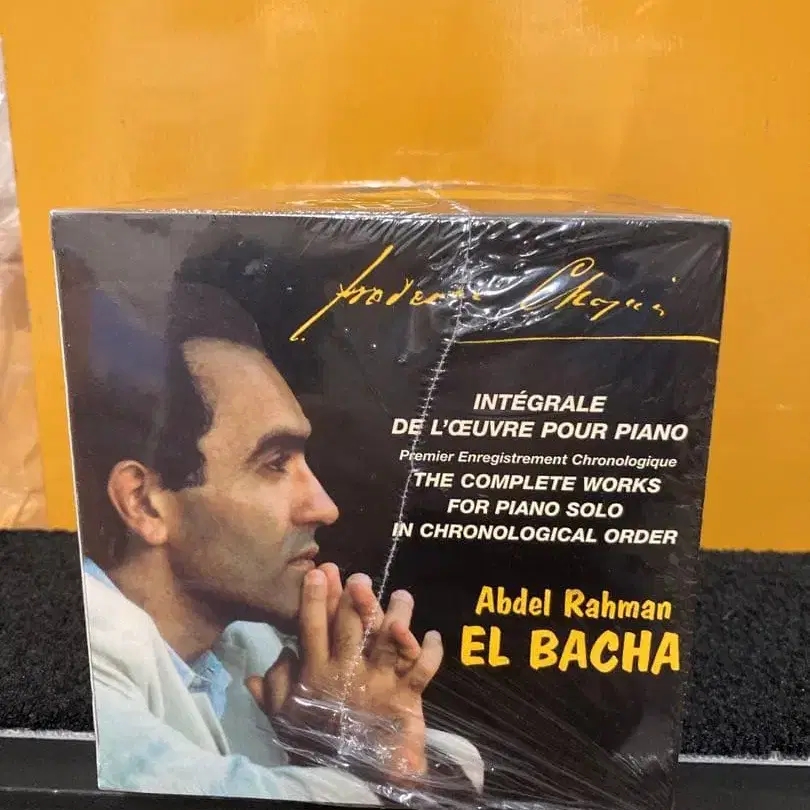 Frédéric Chopin
INTÉGRALE
DE L'ŒUVRE POUR PIANO
Premier Enregistrement Chronologique
THE COMPLETE WORKS
FOR PIANO SOLO
IN CHRONOLOGICAL ORDER
Abdel Rahman
EL BACHA